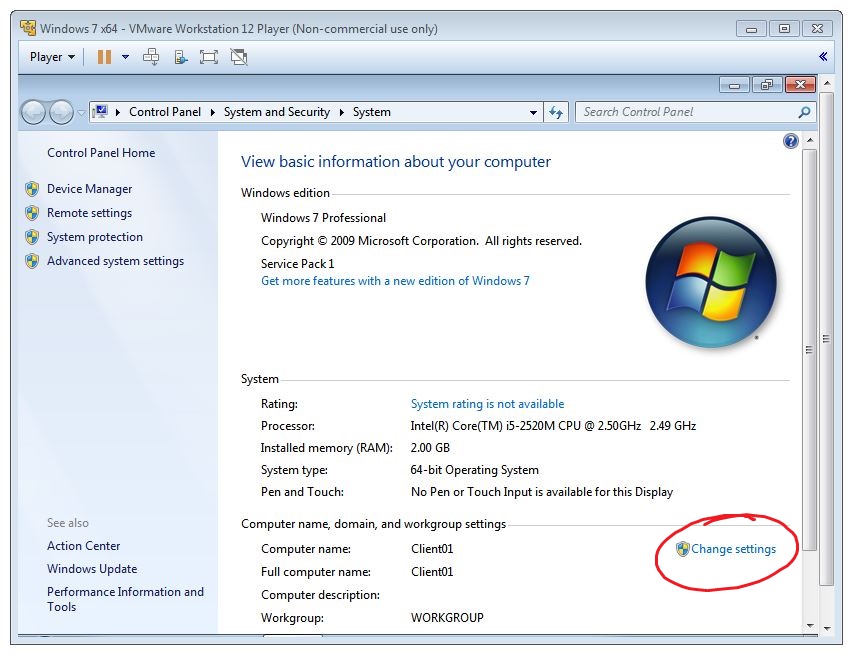 Windows 7 x64 - VMware Workstation 12 Player (Non-commercial use only)
Player
Control Panel System and Security System Search Control Panel
Control Panel Home
Device Manager
Remote settings
System protection
Advanced system settings
See also
Action Center
Windows Update
Performance Information and
Tools
View basic information about your computer
Windows edition
Windows 7 Professional
Copyright © 2009 Microsoft Corporation. All rights reserved.
Service Pack 1
Get more features with a new edition of Windows 7
System
Rating: System rating is not available
Processor: Intel(R) Core(TM) i5-2520M CPU @ 2.50GHz 2.49 GHz
Installed memory (RAM): 2.00 GB
System type: 64-bit Operating System
Pen and Touch: No Pen or Touch Input is available for this Display
Computer name, domain, and workgroup settings
Computer name: Client01 Change settings
Full computer name: Client01
Computer description:
Workgroup: WORKGROUP